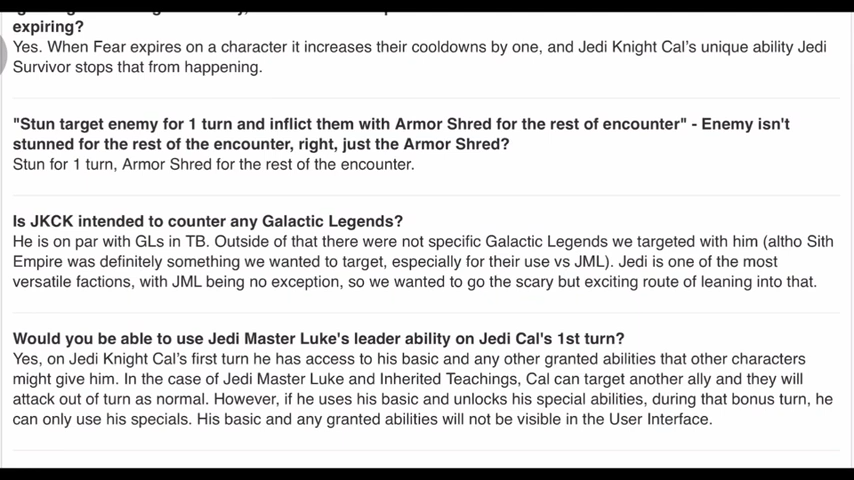 expiring?
Yes. When Fear expires on a character it increases their cooldowns by one, and Jedi Knight Cal's unique ability Jedi
Survivor stops that from happening.
"Stun target enemy for 1 turn and inflict them with Armor Shred for the rest of encounter" - Enemy isn't
stunned for the rest of the encounter, right, just the Armor Shred?
Stun for 1 turn, Armor Shred for the rest of the encounter.
Is JKCK intended to counter any Galactic Legends?
He is on par with GLs in TB. Outside of that there were not specific Galactic Legends we targeted with him (altho Sith
Empire was definitely something we wanted to target, especially for their use vs JML). Jedi is one of the most
versatile factions, with JML being no exception, so we wanted to go the scary but exciting route of leaning into that.
Would you be able to use Jedi Master Luke's leader ability on Jedi Cal's 1st turn?
Yes, on Jedi Knight Cal's first turn he has access to his basic and any other granted abilities that other characters
might give him. In the case of Jedi Master Luke and Inherited Teachings, Cal can target another ally and they will
attack out of turn as normal. However, if he uses his basic and unlocks his special abilities, during that bonus turn, he
can only use his specials. His basic and any granted abilities will not be visible in the User Interface.